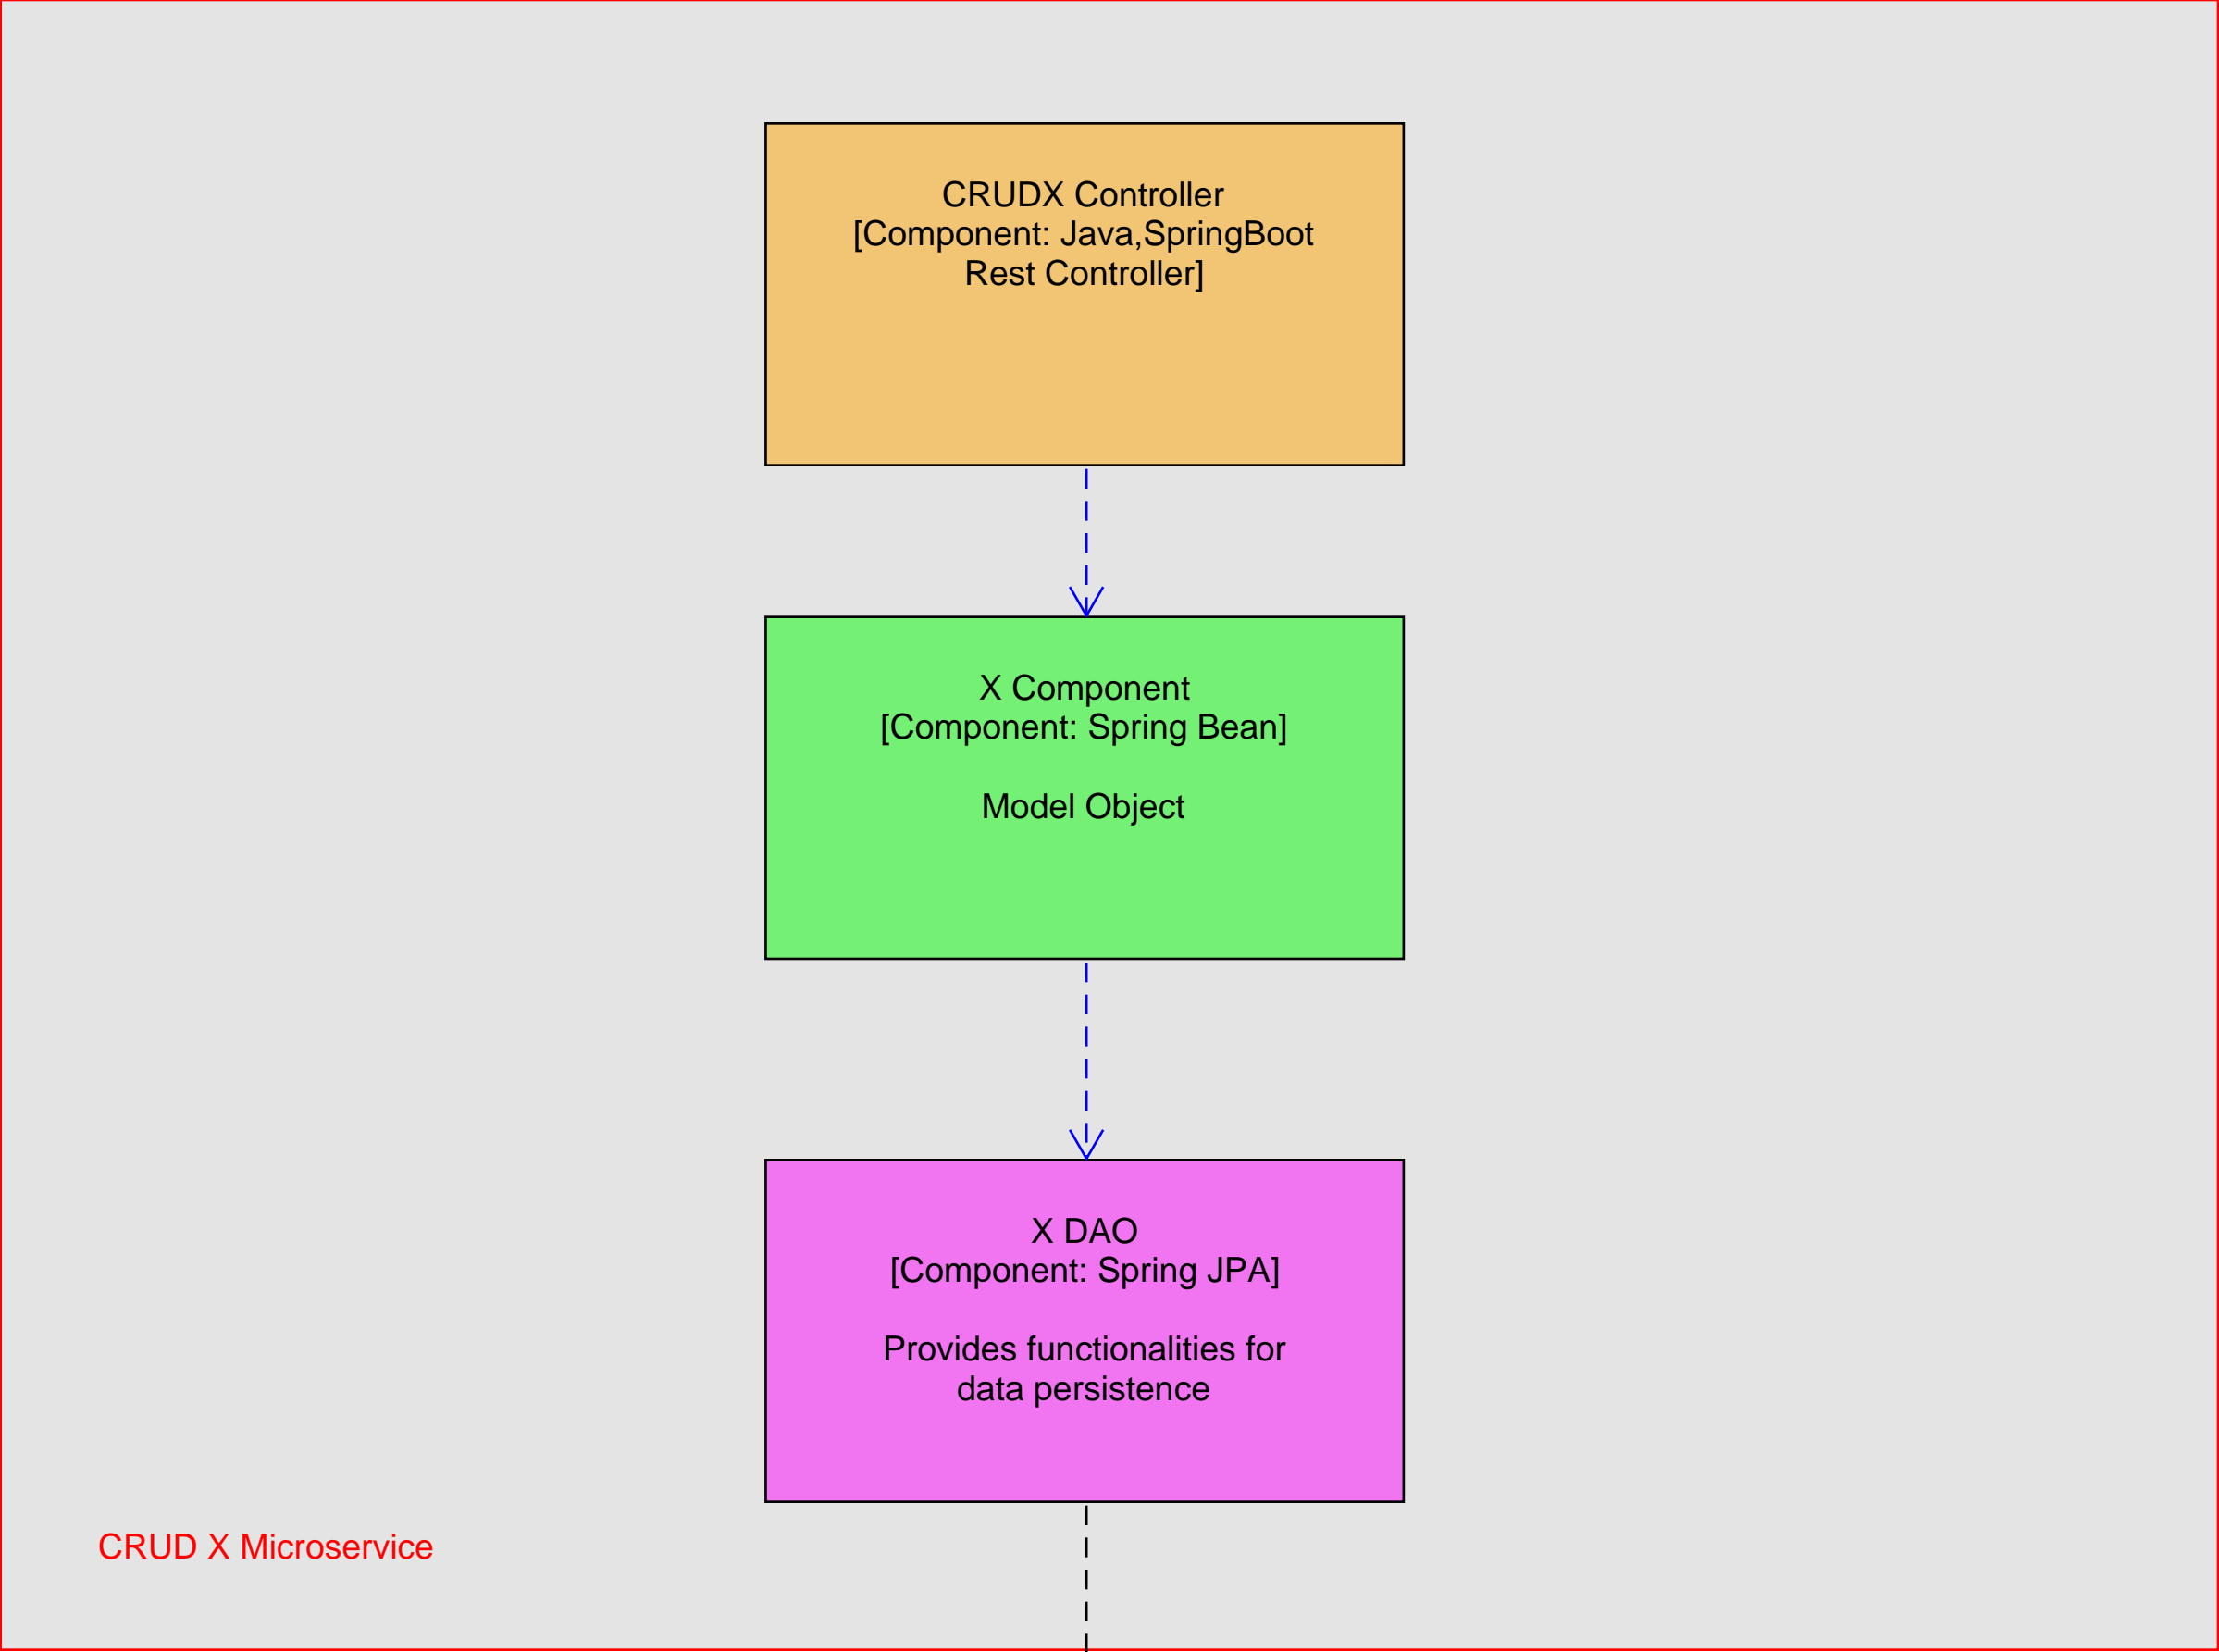 CRUDX Controller
[Component: Java,SpringBoot
Rest Controller]
X Component
[Component: Spring Bean]
Model Object
X DAO
[Component: Spring JPA]
Provides functionalities for
data persistence
CRUD X Microservice